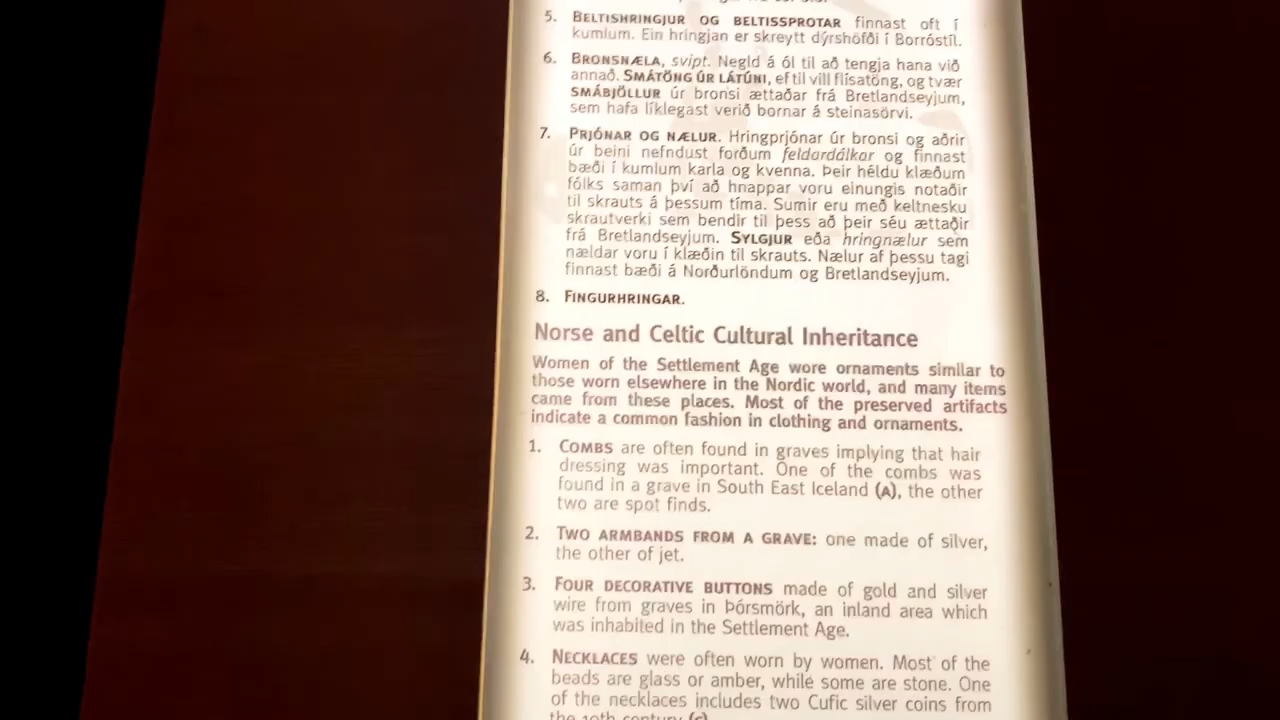 5. BELTISHRINGJUR OG BELTISSPROTAR finnast oft í
kumlum. Ein hringjan er skreytt dýrshöfði í Borróstíl.
6. BRONSNÆLA, svipt. Negld á ól til að tengja hana við
annað. SMÁTÖNG ÚR LÁTÚNI, ef til vill flísatöng, og tvær
SMÁBJÖLLUR úr bronsi ættaðar frá Bretlandseyjum,
sem hafa líklegast verið bornar á steinasörvi.
7. PRJÓNAR OG NÆLUR. Hringprjónar úr bronsi og aðrir
úr beini nefndust forðum feldardálkar og finnast
bæði í kumlum karla og kvenna. Þeir héldu klæðum
fólks saman því að hnappar voru einungis notaðir
til skrauts á þessum tíma. Sumir eru með keltnesku
skrautverki sem bendir til þess að þeir séu ættaðir
frá Bretlandseyjum. SYLGJUR eða hringnælur sem
nældar voru í klæðin til skrauts. Nælur af þessu tagi
finnast bæði á Norðurlöndum og Bretlandseyjum.
8. FINGURHRINGAR.
Norse and Celtic Cultural Inheritance
Women of the Settlement Age wore ornaments similar to
those worn elsewhere in the Nordic world, and many items
came from these places. Most of the preserved artifacts
indicate a common fashion in clothing and ornaments.
1. COMBS are often found in graves implying that hair
dressing was important. One of the combs was
found in a grave in South East Iceland (A), the other
two are spot finds.
2. TWO ARMBANDS FROM A GRAVE: one made of silver,
the other of jet.
3. FOUR DECORATIVE BUTTONS made of gold and silver
wire from graves in Þórsmörk, an inland area which
was inhabited in the Settlement Age.
4. NECKLACES were often worn by women. Most of the
beads are glass or amber, while some are stone. One
of the necklaces includes two Cufic silver coins from
the 10th century (C).